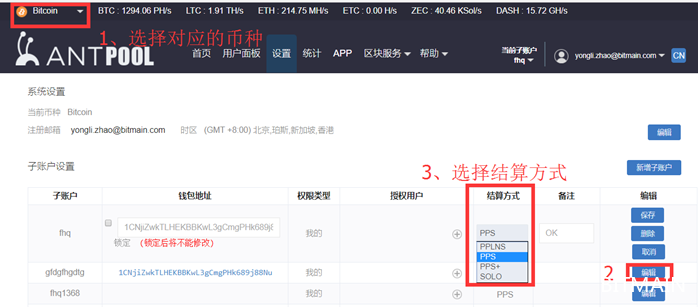 Bitcoin BTC : 1294.06 PH/s LTC : 1.91 TH/s ETH : 214.75 MH/s ETC : 0.00 H/s ZEC : 40.46 KSol/s DASH : 15.72 GH/s
1、选择对应的币种
ANTPOOL 首页 用户面板 设置 统计 APP 区块服务 帮助 当前子账户 fhq yongli.zhao@bitmain.com CN
系统设置
当前币种 Bitcoin
注册邮箱 yongli.zhao@bitmain.com 时区 (GMT +8:00) 北京,珀斯,新加坡,香港 编辑
3、选择结算方式
子账户设置 新增子账户
子账户 钱包地址 权限类型 授权用户 结算方式 备注 编辑
保存
fhq 1CNjiZwkTLHEKBBKwL3gCmgPHk689j8 我的 PPS OK 删除
锁定 (锁定后将不能修改) 取消
PPLNS
PPS
PPS+
SOLO
gfdgfhgdtg 1CNjiZwkTLHEKBBKwL3gCmgPHk689j88Nu 我的 2 编辑
fhq1368 我的 PPS 编辑